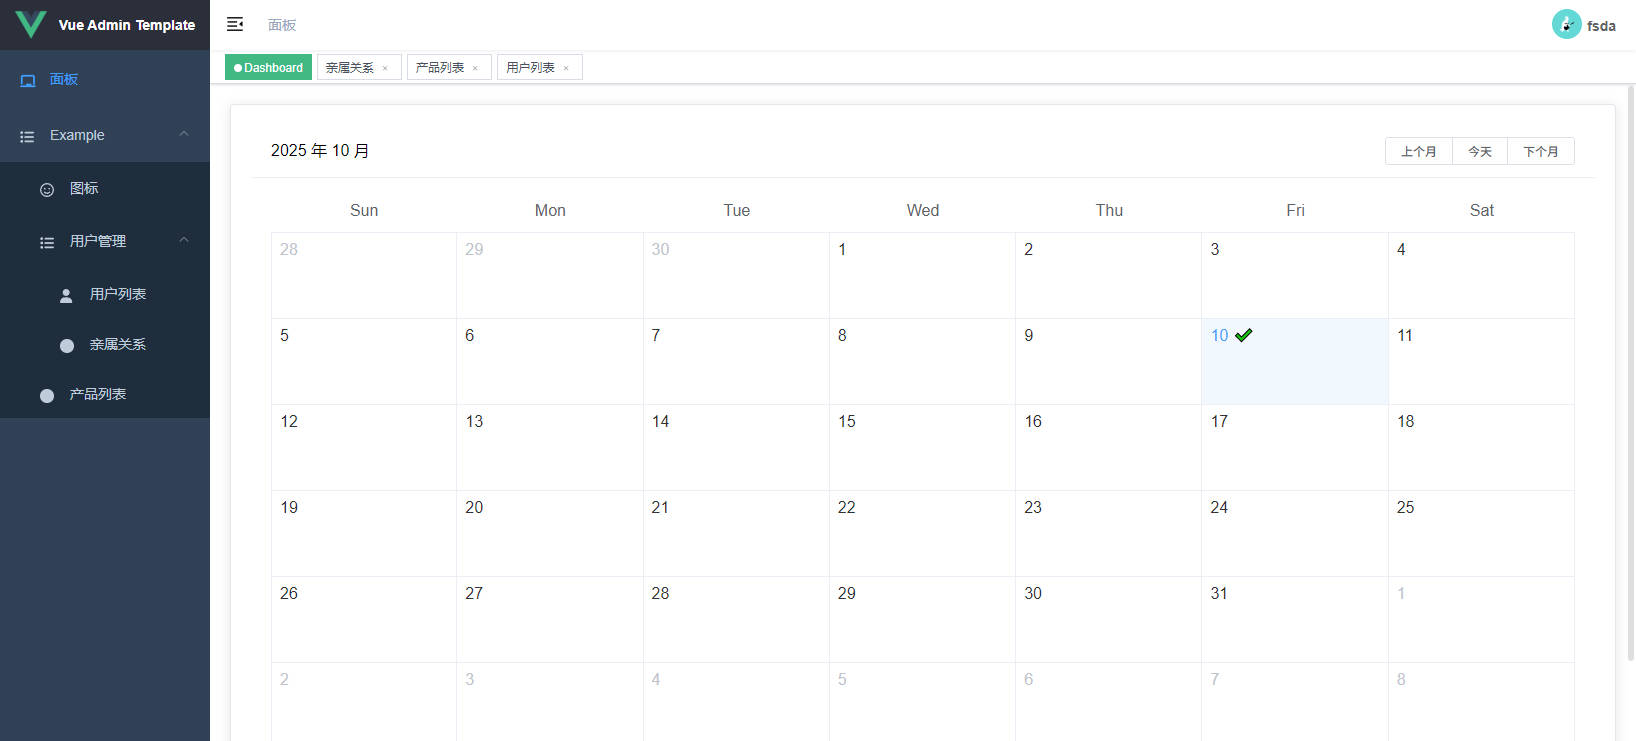 Vue Admin Template
面板
Example
图标
用户管理
用户列表
亲属关系
产品列表
面板
fsda
Dashboard 亲属关系 × 产品列表 × 用户列表 ×
2025 年 10 月
上个月 今天 下个月
Sun Mon Tue Wed Thu Fri Sat
28 29 30 1 2 3 4
5 6 7 8 9 10 11
12 13 14 15 16 17 18
19 20 21 22 23 24 25
26 27 28 29 30 31 1
2 3 4 5 6 7 8